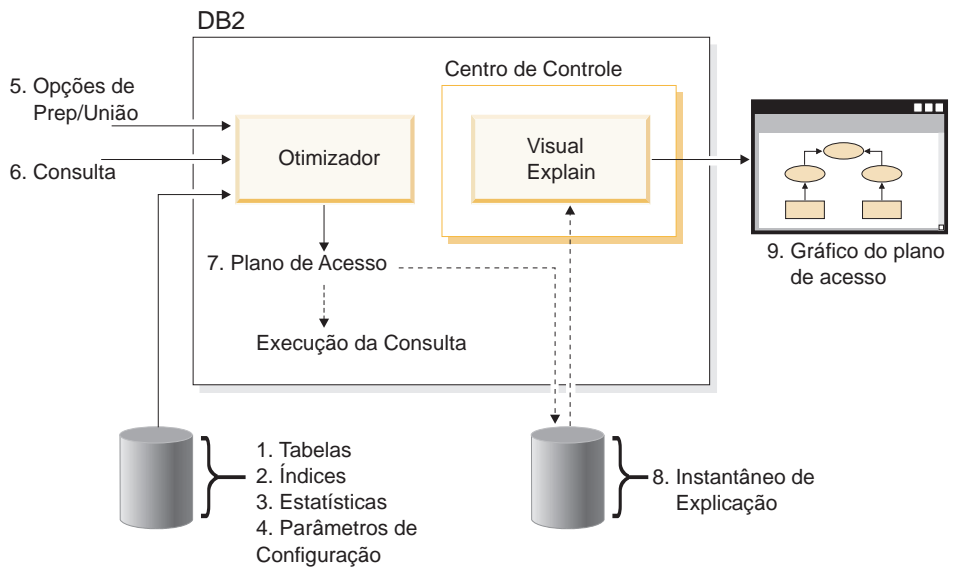 DB2
Centro de Controle
5. Opções de
Prep/União
6. Consulta
Otimizador
Visual
Explain
7. Plano de Acesso
Execução da Consulta
9. Gráfico do plano
de acesso
1. Tabelas
2. Índices
3. Estatísticas
4. Parâmetros de
Configuração
8. Instantâneo de
Explicação